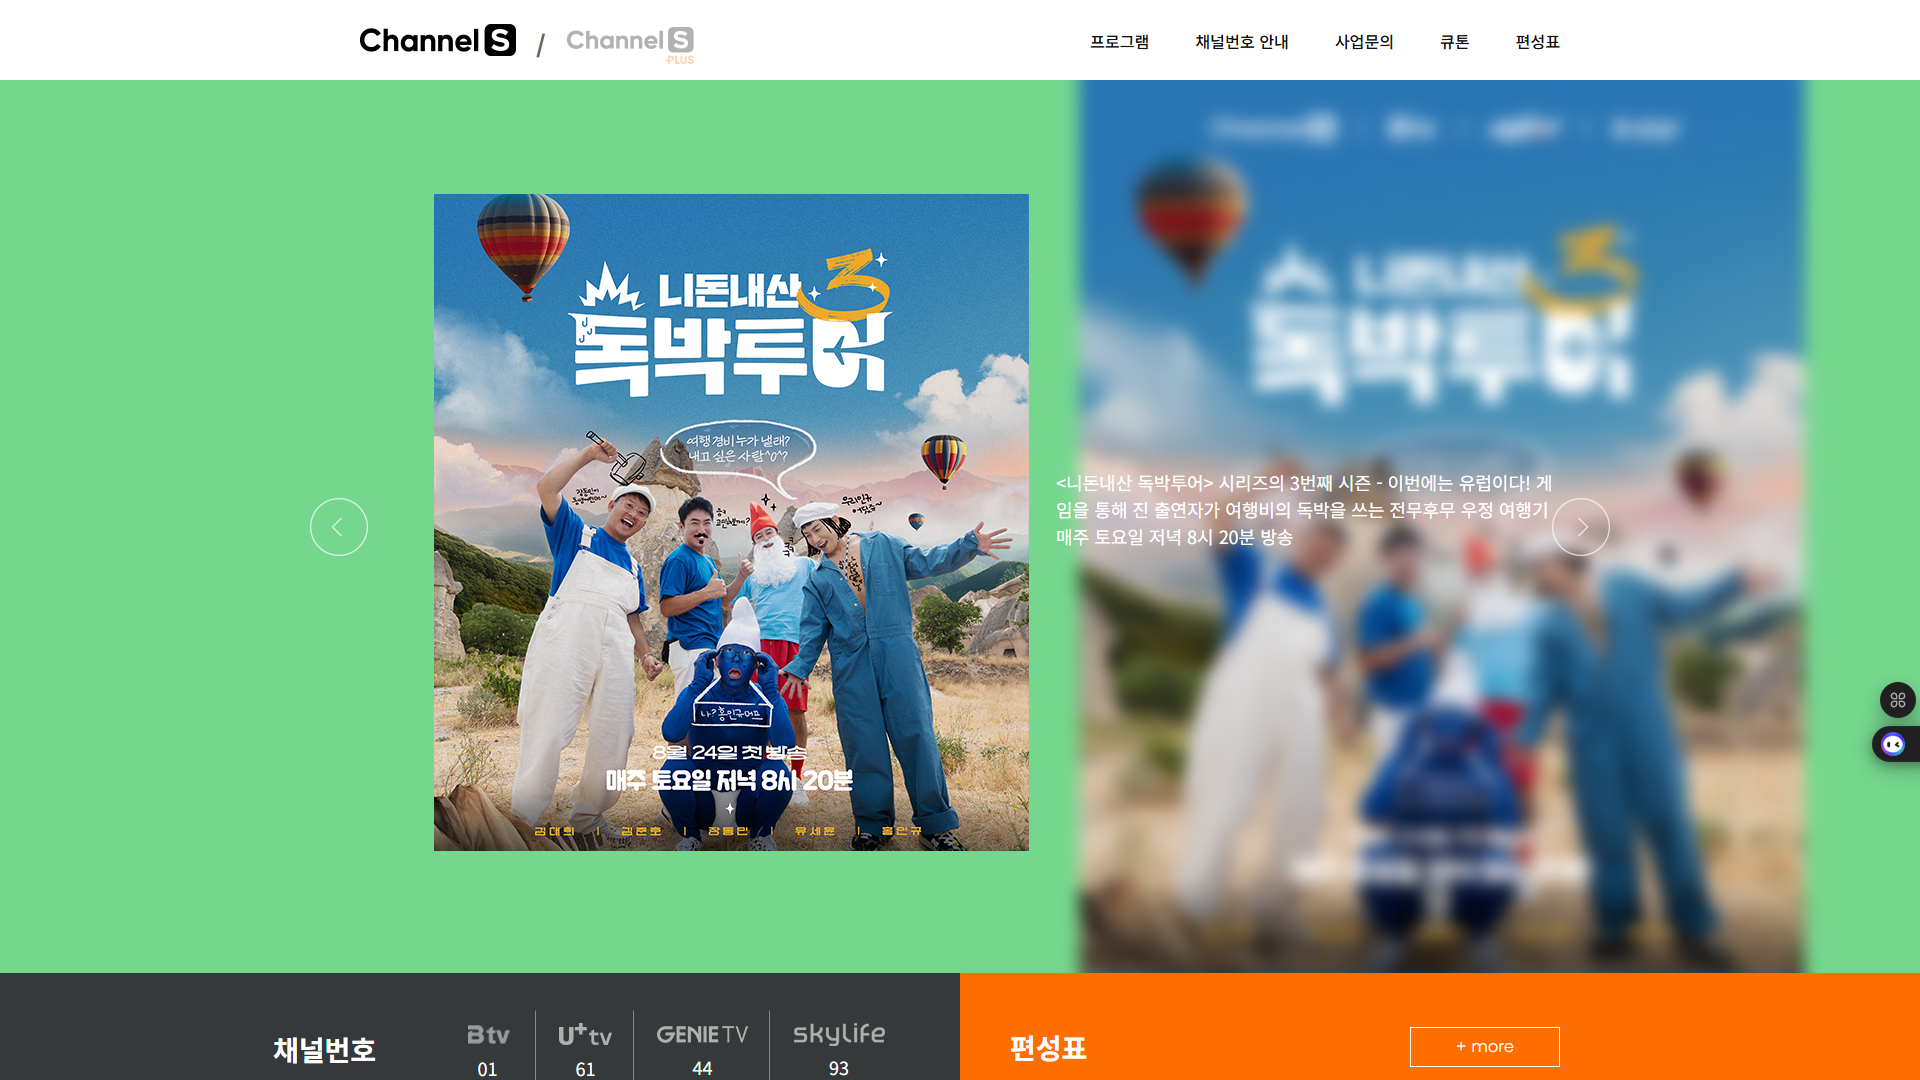 Channel S / Channel S
PLUS
프로그램 채널번호 안내 사업문의 큐톤 편성표
니돈내산 3
독박투어
여행 경비 누가 낼래?
내고 싶은 사람^0^?
우리민규
어딨능~
나? 홍인규머프
8월 24일 첫 방송
매주 토요일 저녁 8시 20분
김대희 | 김준호 | 장동민 | 유세윤 | 홍인규
<니돈내산 독박투어> 시리즈의 3번째 시즌 - 이번에는 유럽이다! 게
임을 통해 진 출연자가 여행비의 독박을 쓰는 전무후무 우정 여행기
매주 토요일 저녁 8시 20분 방송
채널번호
B tv
01
U+tv
61
GENIE TV
44
skylife
93
편성표
+ more